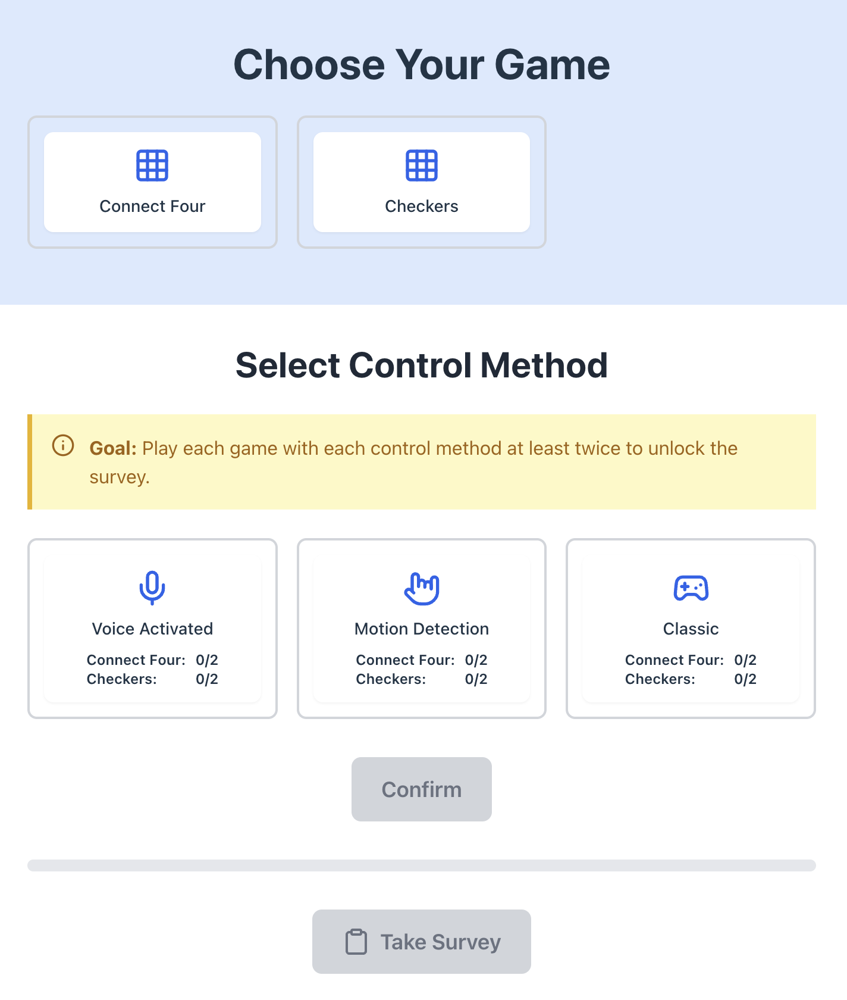 Choose Your Game
Connect Four
Checkers
Select Control Method
Goal: Play each game with each control method at least twice to unlock the
survey.
Voice Activated
Connect Four: 0/2
Checkers: 0/2
Motion Detection
Connect Four: 0/2
Checkers: 0/2
Classic
Connect Four: 0/2
Checkers: 0/2
Confirm
Take Survey